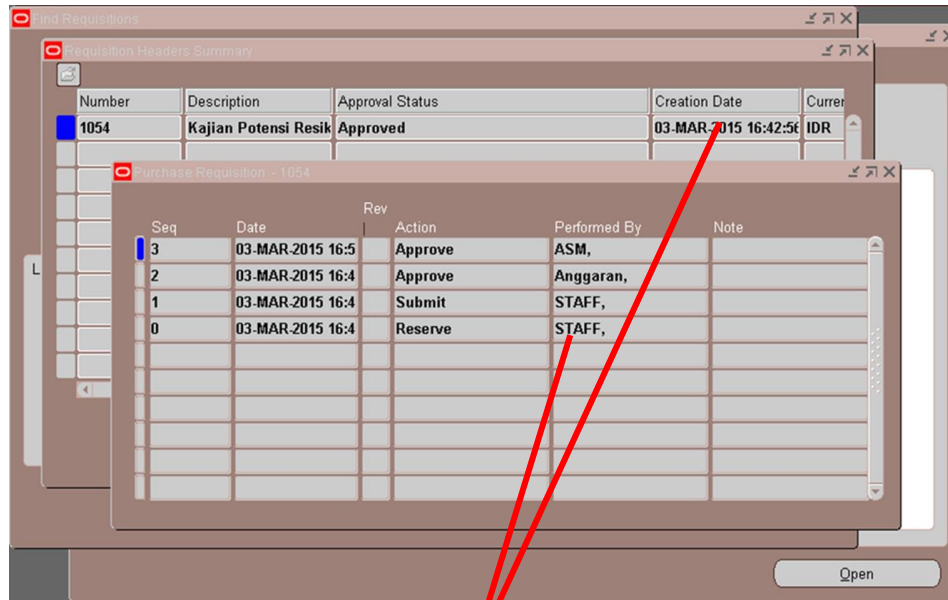 Find Requisitions
Requisition Headers Summary
Number Description Approval Status Creation Date Curren
1054 Kajian Potensi Resik Approved 03-MAR-2015 16:42:56 IDR
Purchase Requisition - 1054
Rev
Seq Date Action Performed By Note
3 03-MAR-2015 16:5 Approve ASM,
2 03-MAR-2015 16:4 Approve Anggaran,
1 03-MAR-2015 16:4 Submit STAFF,
0 03-MAR-2015 16:4 Reserve STAFF,
L
Open